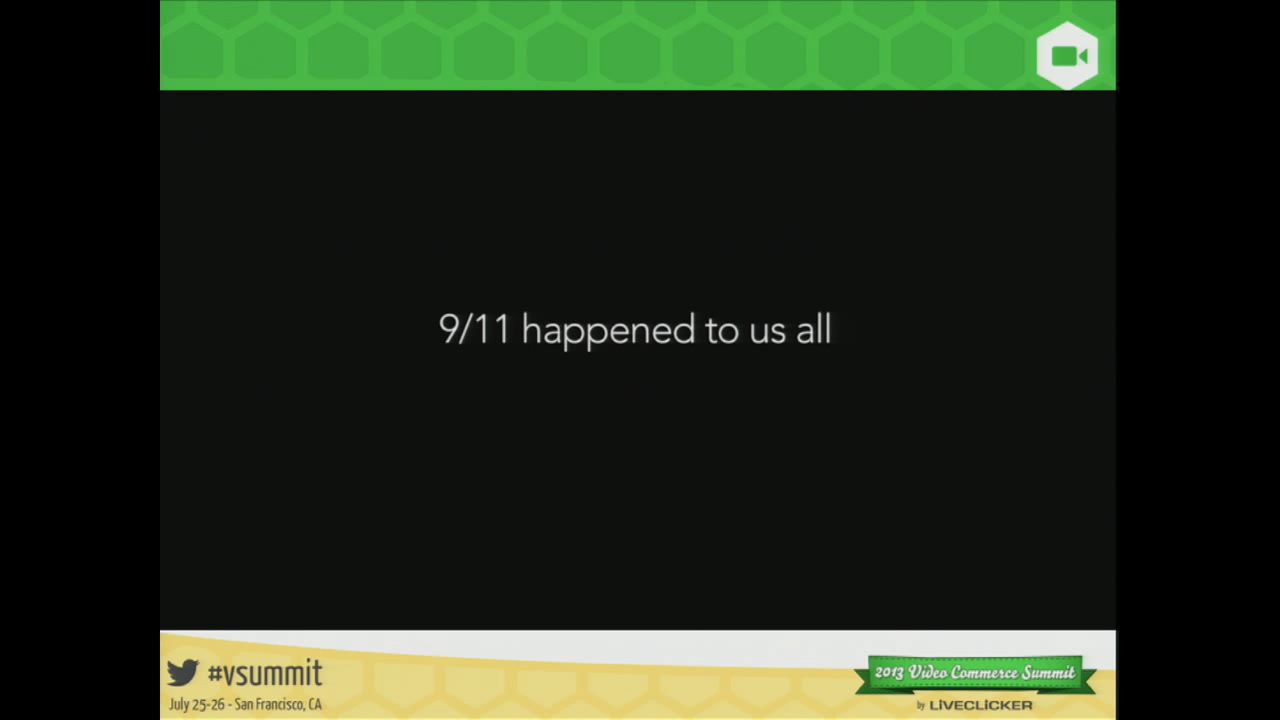 9/11 happened to us all
#vsummit
July 25-26 - San Francisco, CA
2013 Video Commerce Summit
by LIVECLICKER